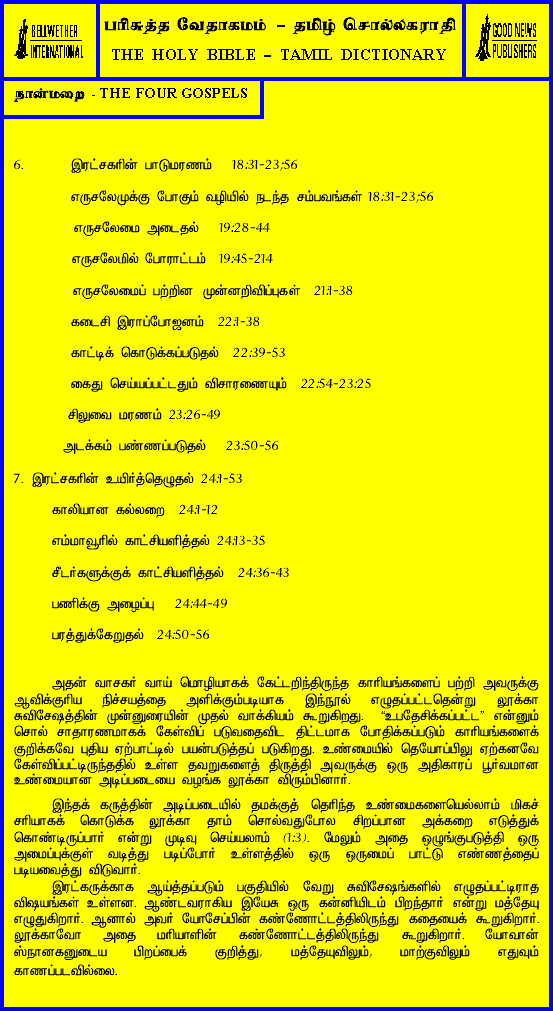 BELLWETHER
INTERNATIONAL
பரிசுத்த வேதாகமம் – தமிழ் சொல்லகராதி
THE HOLY BIBLE – TAMIL DICTIONARY
GOOD NEWS
PUBLISHERS
நான்மறை - THE FOUR GOSPELS
6. இரட்சகரின் பாடுமரணம் 18:31-23;56
எருசலேமுக்கு போகும் வழியில் நடந்த சம்பவங்கள் 18:31-23;56
எருசலேமை அடைதல் 19:28-44
எருசலேமில் போராட்டம் 19:45-214
எருசலேமைப் பற்றின முன்னறிவிப்புகள் 21:1-38
கடைசி இராப்போஜனம் 22:1-38
காட்டிக் கொடுக்கப்படுதல் 22:39-53
கைது செய்யப்பட்டதும் விசாரணையும் 22:54-23:25
சிலுவை மரணம் 23:26-49
அடக்கம் பண்ணப்படுதல் 23:50-56
7. இரட்சகரின் உயிர்த்தெழுதல் 24:1-53
காலியான கல்லறை 24:1-12
எம்மாவூரில் காட்சியளித்தல் 24:13-35
சீடர்களுக்குக் காட்சியளித்தல் 24:36-43
பணிக்கு அழைப்பு 24:44-49
பரத்துக்கேறுதல் 24:50-56
அதன் வாசகர் வாய் மொழியாகக் கேட்டறிந்திருந்த காரியங்களைப் பற்றி அவருக்கு
ஆவிக்குரிய நிச்சயத்தை அளிக்கும்படியாக இந்நூல் எழுதப்பட்டதென்று லூக்கா
சுவிசேஷத்தின் முன்னுரையின் முதல் வாக்கியம் கூறுகிறது. “உபதேசிக்கப்பட்ட” என்னும்
சொல் சாதாரணமாகக் கேள்விப் படுவதைவிட திட்டமாக போதிக்கப்படும் காரியங்களைக்
குறிக்கவே புதிய ஏற்பாட்டில் பயன்படுத்தப் படுகிறது. உண்மையில் தெயோப்பிலு ஏற்கனவே
கேள்விப்பட்டிருந்ததில் உள்ள தவறுகளைத் திருத்தி அவருக்கு ஒரு அதிகாரப் பூர்வமான
உண்மையான அடிப்படையை வழங்க லூக்கா விரும்பினார்.
இந்தக் கருத்தின் அடிப்படையில் தமக்குத் தெரிந்த உண்மைகளையெல்லாம் மிகச்
சரியாகக் கொடுக்க லூக்கா தாம் சொல்வதுபோல சிறப்பான அக்கறை எடுத்துக்
கொண்டிருப்பார் என்று முடிவு செய்யலாம் (1:3). மேலும் அதை ஒழுங்குபடுத்தி ஒரு
அமைப்புக்குள் வடித்து படிப்போர் உள்ளத்தில் ஒரு ஒருமைப் பாட்டு எண்ணத்தைப்
படியவைத்து விடுவார்.
இரட்கருக்காக ஆய்த்தப்படும் பகுதியில் வேறு சுவிசேஷங்களில் எழுதப்பட்டிராத
விஷயங்கள் உள்ளன. ஆண்டவராகிய இயேசு ஒரு கன்னியிடம் பிறந்தார் என்று மத்தேயு
எழுதுகிறார். ஆனால் அவர் யோசேப்பின் கண்ணோட்டத்திலிருந்து கதையைக் கூறுகிறார்.
லூக்காவோ அதை மரியாளின் கண்ணோட்டத்திலிருந்து கூறுகிறார். யோவான்
ஸ்நானகனுடைய பிறப்பைக் குறித்து, மத்தேயுவிலும், மாற்குவிலும் எதுவும்
காணப்படவில்லை.